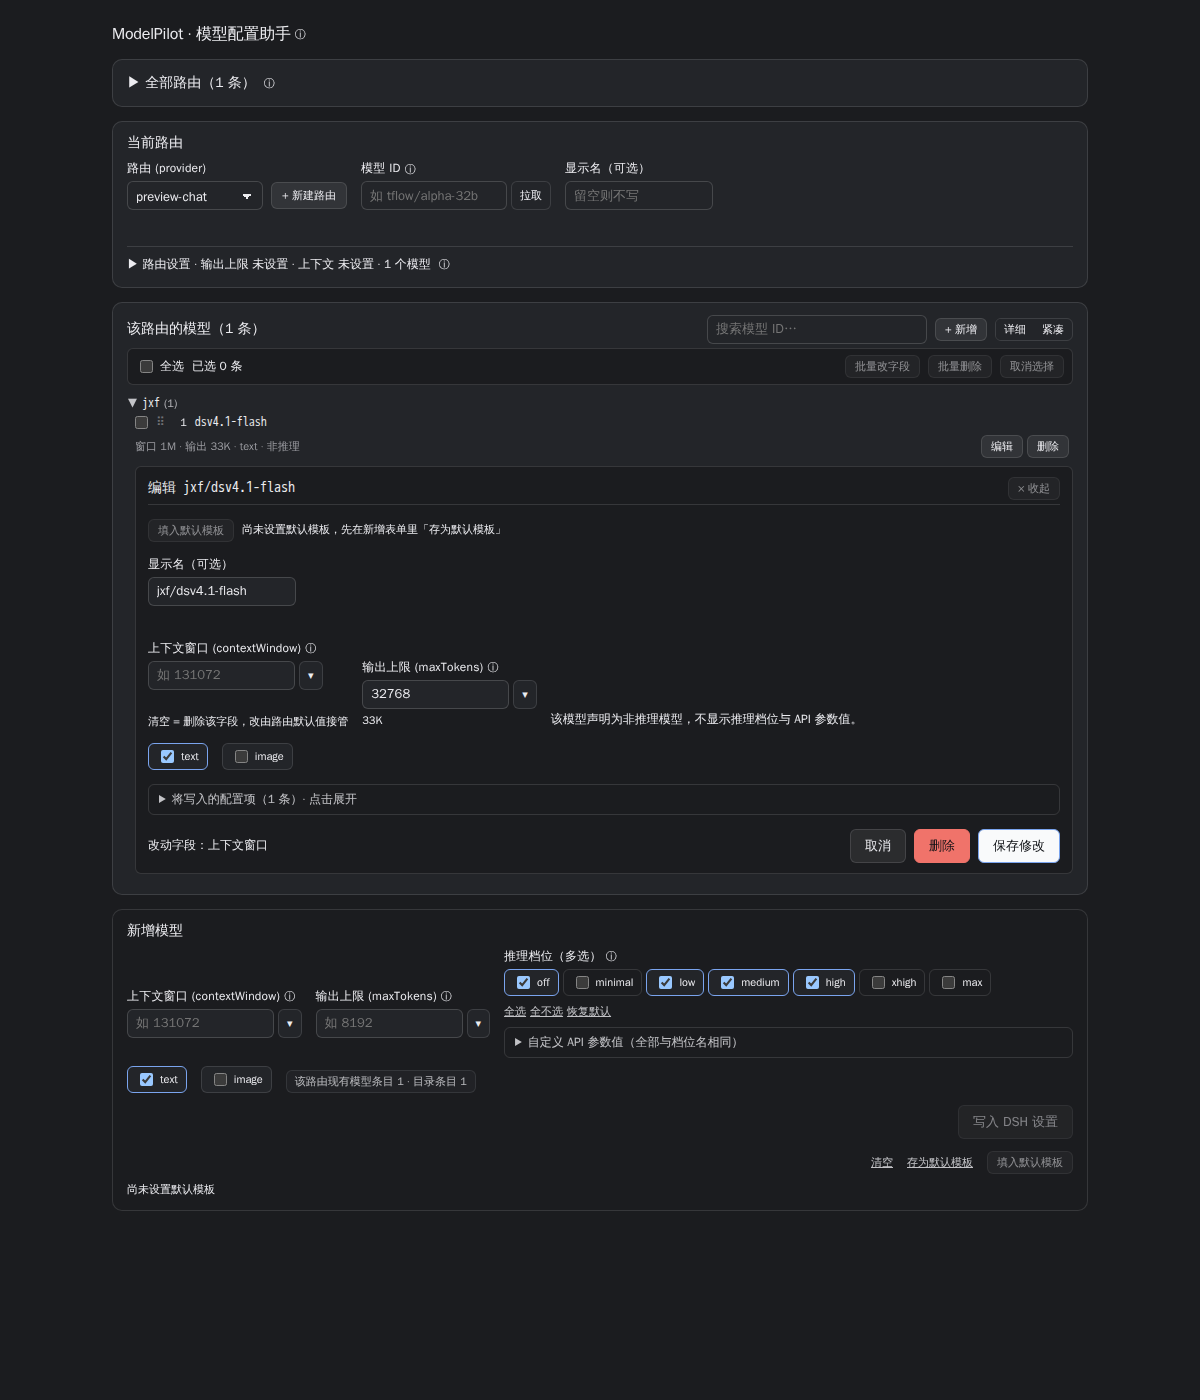 ModelPilot · 模型配置助手 ⓘ
▶ 全部路由（1 条） ⓘ
当前路由
路由 (provider) 模型 ID ⓘ 显示名（可选）
preview-chat + 新建路由 如 tflow/alpha-32b 拉取 留空则不写
▶ 路由设置 · 输出上限 未设置 · 上下文 未设置 · 1 个模型 ⓘ
该路由的模型（1 条） 搜索模型 ID… + 新增 详细 紧凑
全选 已选 0 条 批量改字段 批量删除 取消选择
▼ jxf (1)
⠿ 1 dsv4.1-flash
窗口 1M · 输出 33K · text · 非推理 编辑 删除
编辑 jxf/dsv4.1-flash × 收起
填入默认模板 尚未设置默认模板，先在新增表单里「存为默认模板」
显示名（可选）
jxf/dsv4.1-flash
上下文窗口 (contextWindow) ⓘ
输出上限 (maxTokens) ⓘ
如 131072 ▾
32768 ▾
清空 = 删除该字段，改由路由默认值接管 33K 该模型声明为非推理模型，不显示推理档位与 API 参数值。
text image
▶ 将写入的配置项（1 条）· 点击展开
改动字段：上下文窗口 取消 删除 保存修改
新增模型
推理档位（多选） ⓘ
off minimal low medium high xhigh max
上下文窗口 (contextWindow) ⓘ 输出上限 (maxTokens) ⓘ
全选 全不选 恢复默认
如 131072 ▾ 如 8192 ▾
▶ 自定义 API 参数值（全部与档位名相同）
text image 该路由现有模型条目 1 · 目录条目 1
写入 DSH 设置
清空 存为默认模板 填入默认模板
尚未设置默认模板